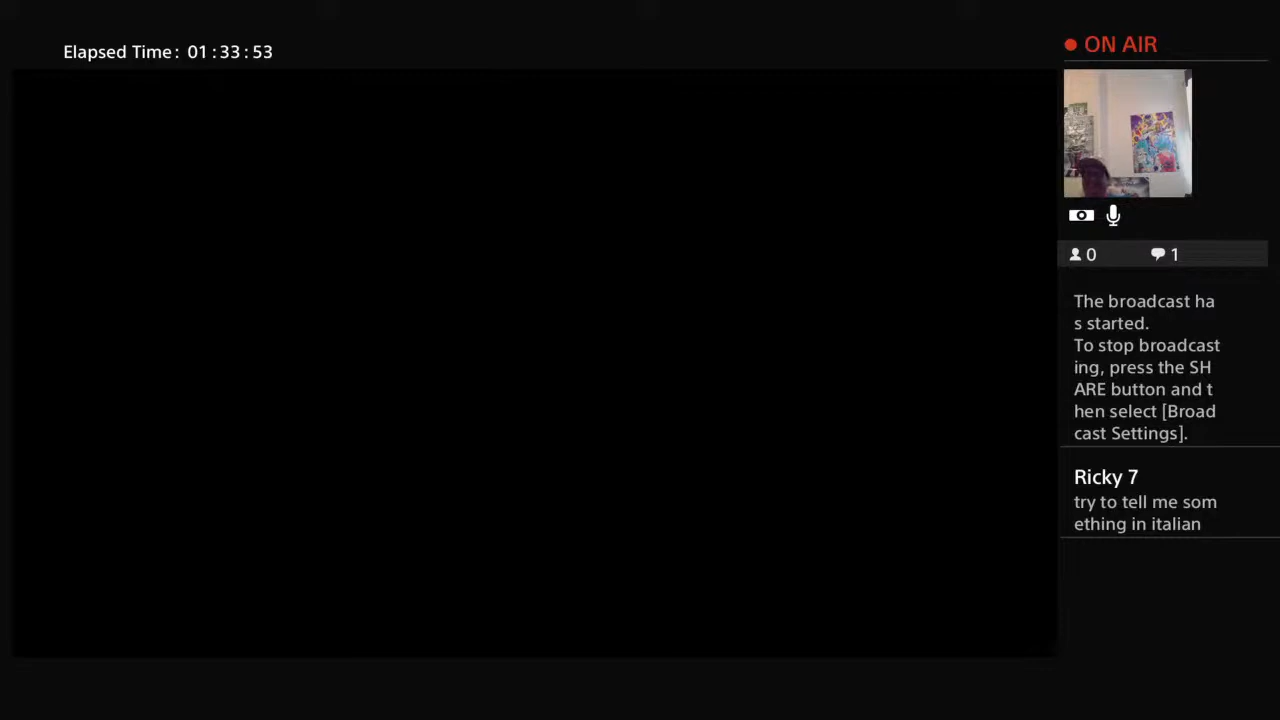 Elapsed Time: 01:33:53
ON AIR
0 1
The broadcast ha
s started.
To stop broadcast
ing, press the SH
ARE button and t
hen select [Broad
cast Settings].
Ricky 7
try to tell me som
ething in italian